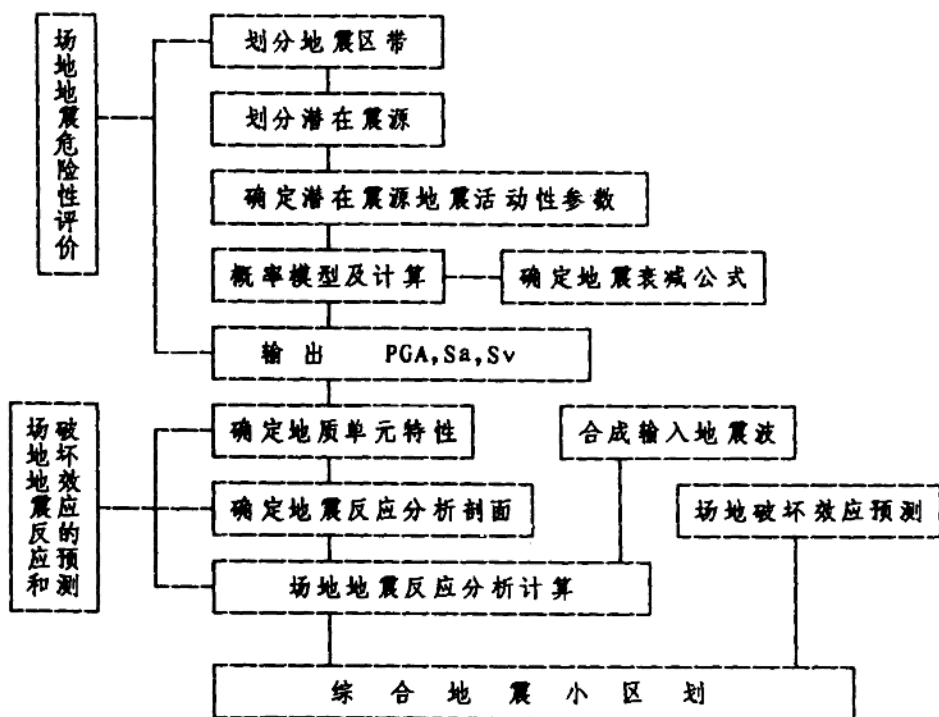 场地地震危险性评价
划分地震区带
划分潜在震源
确定潜在震源地震活动性参数
概率模型及计算
确定地震衰减公式
输出 PGA,Sa,Sv
场地地震反应和
破坏效应的预测
确定地质单元特性
合成输入地震波
确定地震反应分析剖面
场地破坏效应预测
场地地震反应分析计算
综合地震小区划